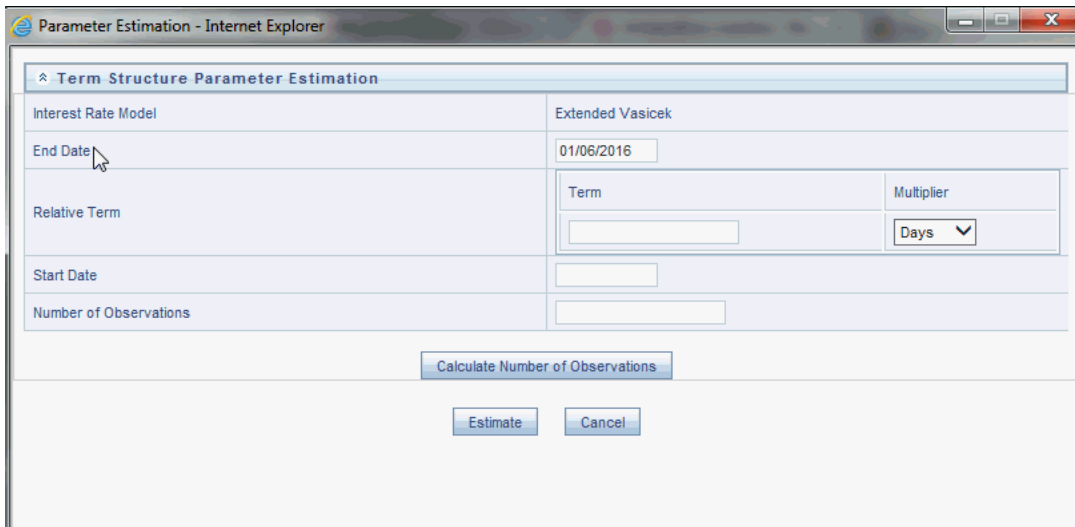 Parameter Estimation - Internet Explorer
Term Structure Parameter Estimation
Interest Rate Model Extended Vasicek
End Date 01/06/2016
Term Multiplier
Relative Term
Days
Start Date
Number of Observations
Calculate Number of Observations
Estimate Cancel